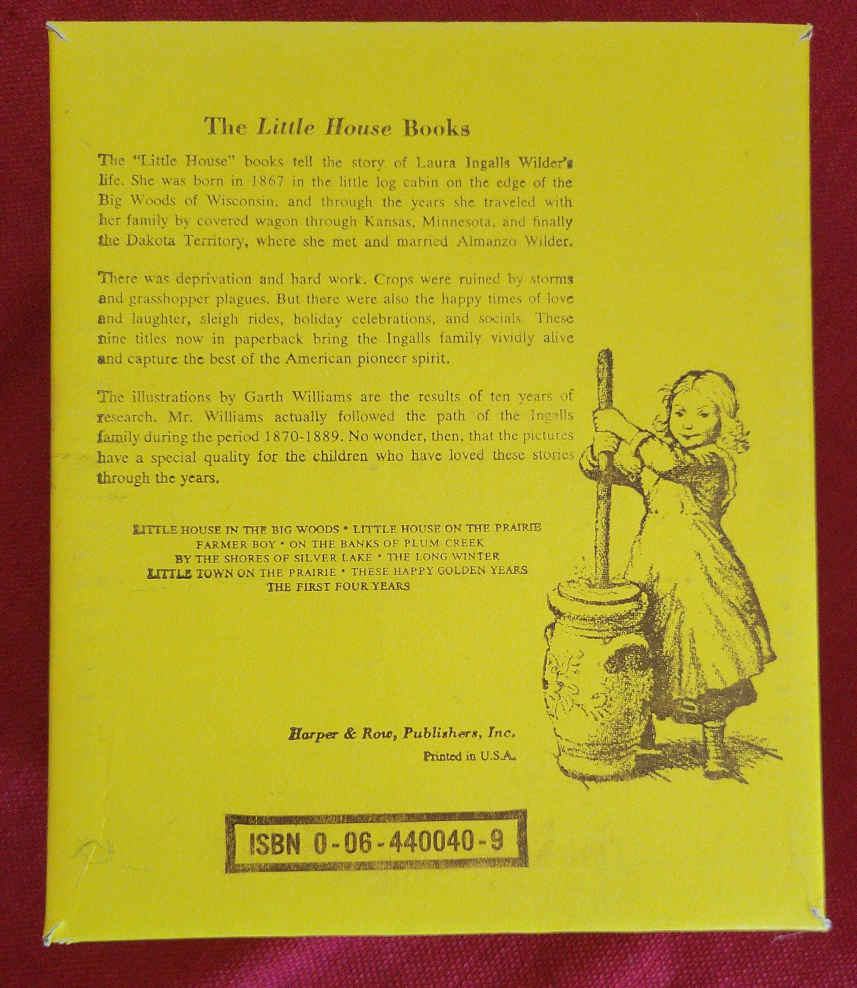 The Little House Books
The "Little House" books tell the story of Laura Ingalls Wilder's
life. She was born in 1867 in the little log cabin on the edge of the
Big Woods of Wisconsin, and through the years she traveled with
her family by covered wagon through Kansas, Minnesota, and finally
the Dakota Territory, where she met and married Almanzo Wilder.
There was deprivation and hard work. Crops were ruined by storms
and grasshopper plagues. But there were also the happy times of love
and laughter, sleigh rides, holiday celebrations, and socials. These
nine titles now in paperback bring the Ingalls family vividly alive
and capture the best of the American pioneer spirit.
The illustrations by Garth Williams are the results of ten years of
research. Mr. Williams actually followed the path of the Ingalls
family during the period 1870-1889. No wonder, then, that the pictures
have a special quality for the children who have loved these stories
through the years.
LITTLE HOUSE IN THE BIG WOODS • LITTLE HOUSE ON THE PRAIRIE
FARMER BOY • ON THE BANKS OF PLUM CREEK
BY THE SHORES OF SILVER LAKE • THE LONG WINTER
LITTLE TOWN ON THE PRAIRIE • THESE HAPPY GOLDEN YEARS
THE FIRST FOUR YEARS
Harper & Row, Publishers, Inc.
Printed in U.S.A.
ISBN 0-06-440040-9